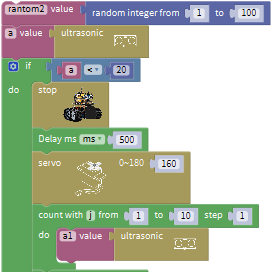 rantom2 value random integer from 1 to 100
a value ultrasonic
if a < 20
do stop
Delay ms ms 500
servo 0~180 160
count with j from 1 to 10 step 1
do a1 value ultrasonic